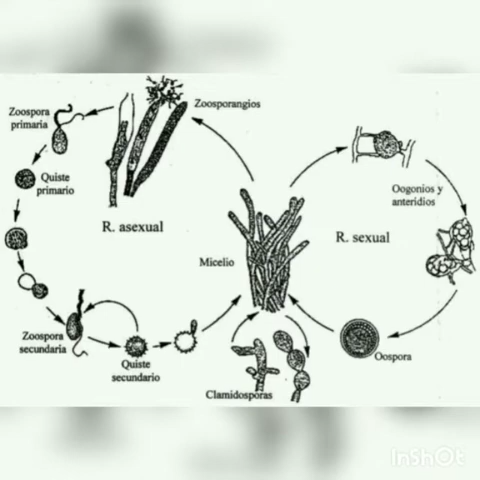 Zoosporangios
Zoospora
primaria
Quiste
primario
R. asexual
Oogonios y
anteridios
R. sexual
Micelio
Zoospora
secundaria
Quiste
secundario
Oospora
Clamidosporas
InShOt